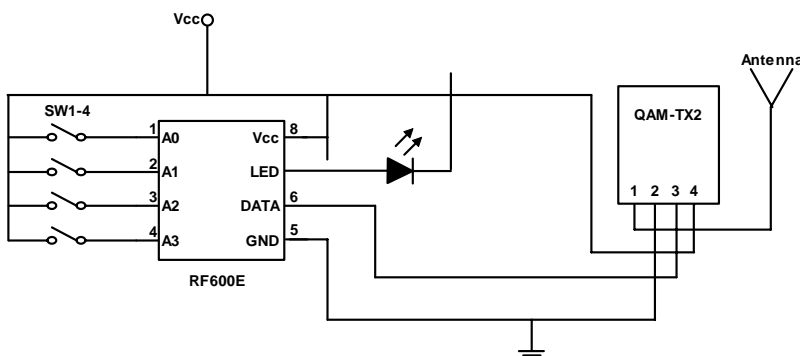 Vcc
Antenna
SW1-4
QAM-TX2
1 A0 Vcc 8
2 A1 LED
3 A2 DATA 6
4 A3 GND 5
1 2 3 4
RF600E